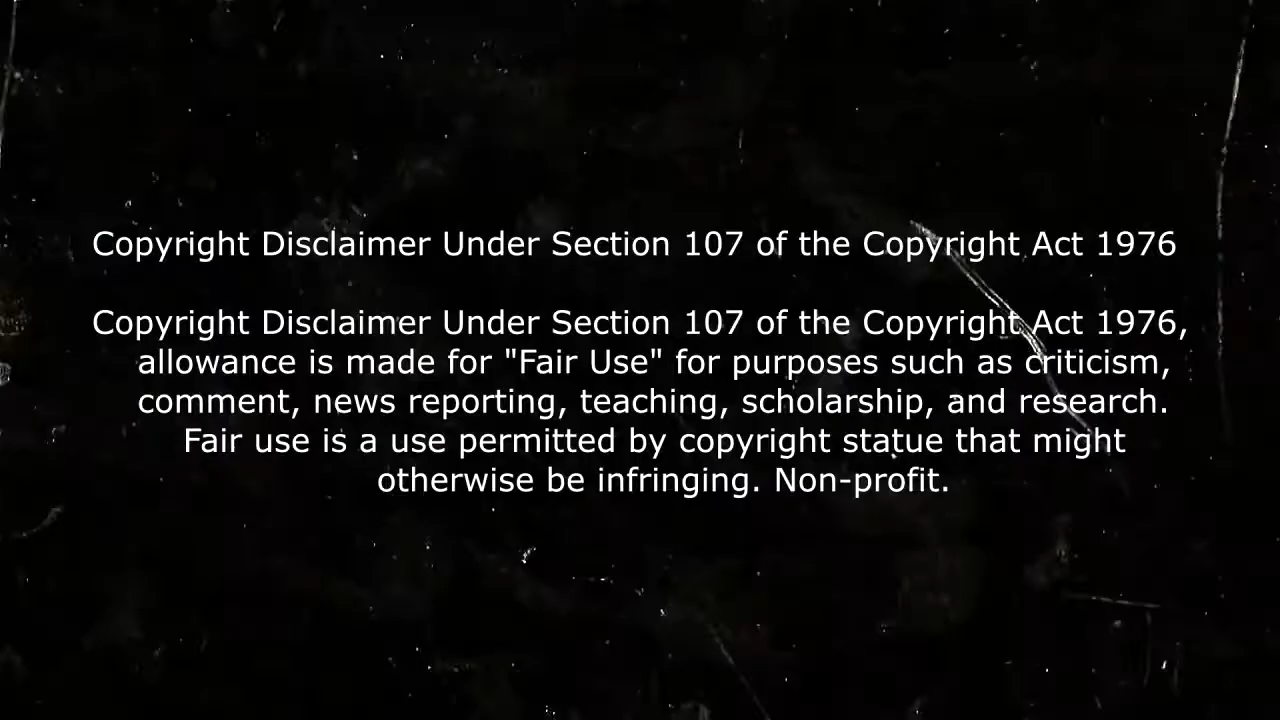 Copyright Disclaimer Under Section 107 of the Copyright Act 1976
Copyright Disclaimer Under Section 107 of the Copyright Act 1976,
allowance is made for "Fair Use" for purposes such as criticism,
comment, news reporting, teaching, scholarship, and research.
Fair use is a use permitted by copyright statue that might
otherwise be infringing. Non-profit.